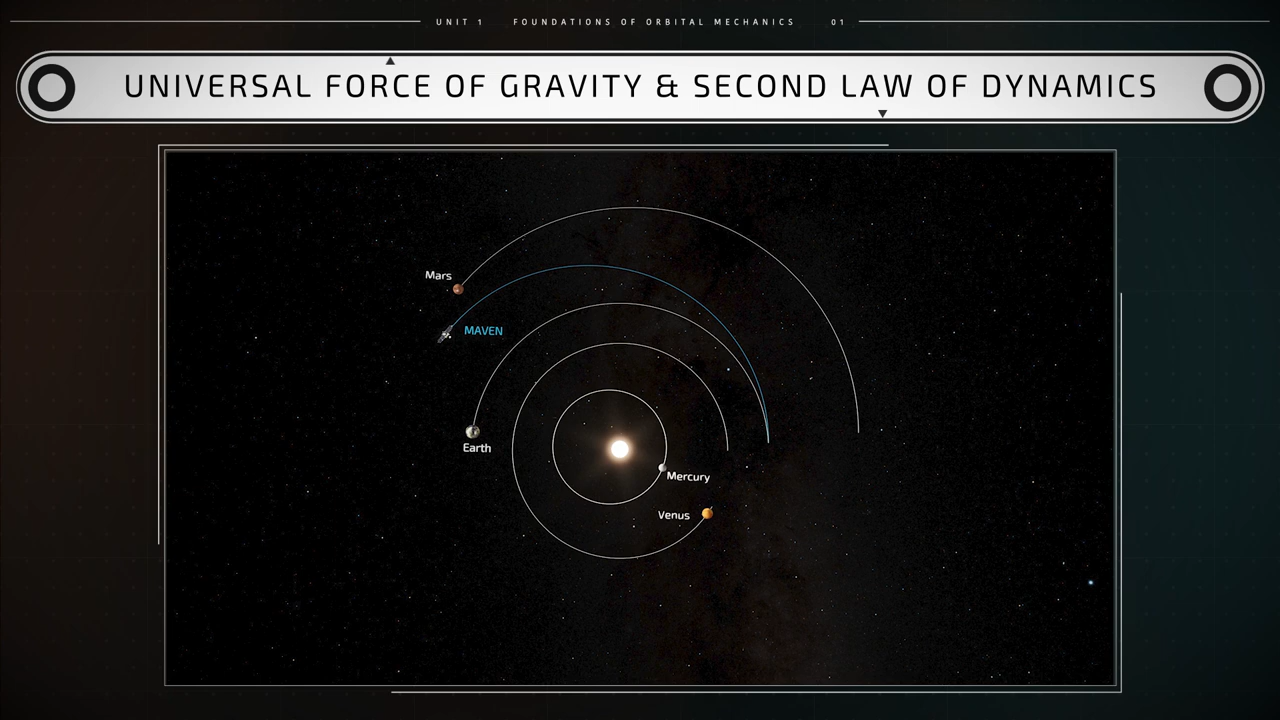 UNIT 1 FOUNDATIONS OF ORBITAL MECHANICS 01
UNIVERSAL FORCE OF GRAVITY & SECOND LAW OF DYNAMICS
Mars
MAVEN
Earth
Mercury
Venus